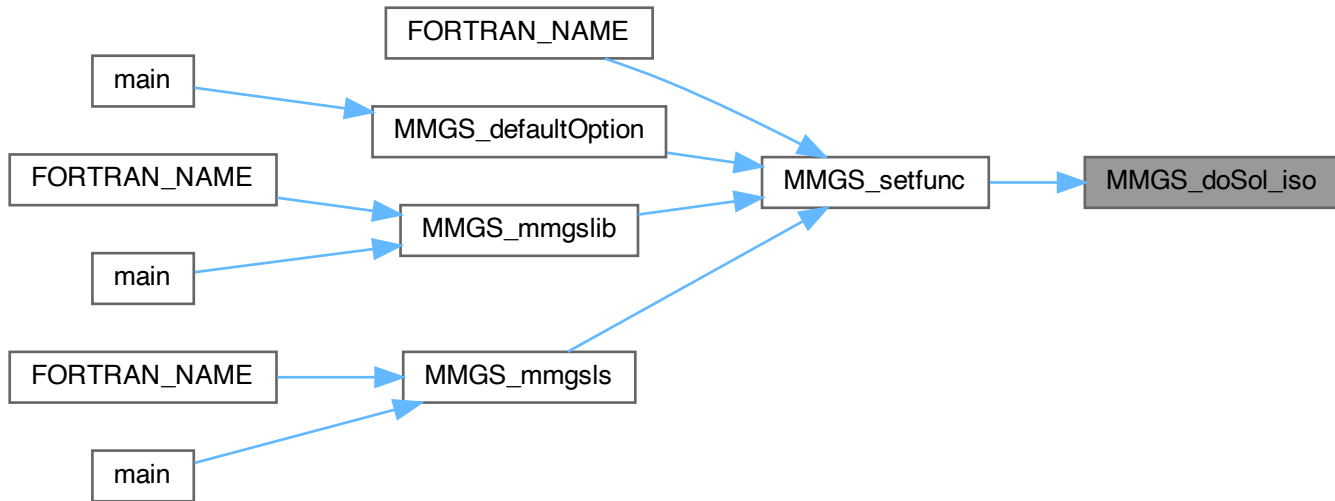 FORTRAN_NAME
main
MMGS_defaultOption
FORTRAN_NAME
MMGS_setfunc
MMGS_doSol_iso
MMGS_mmgslib
main
FORTRAN_NAME
MMGS_mmgsls
main